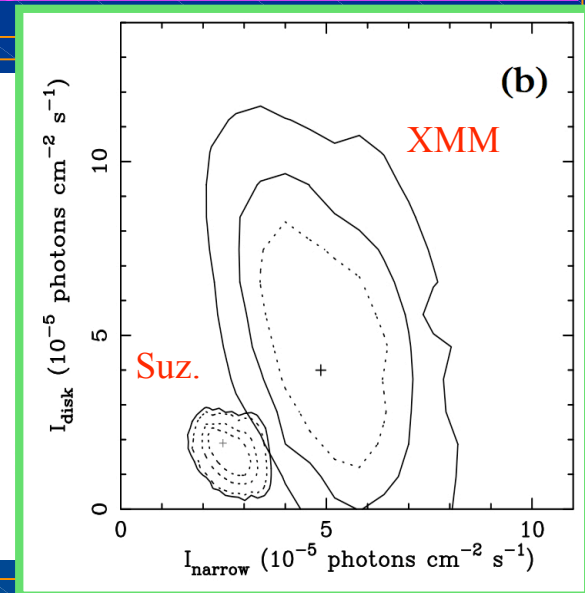 (b)
XMM
Suz.
I_disk (10^−5 photons cm^−2 s^−1)
10
5
0
0 5 10
I_narrow (10^−5 photons cm^−2 s^−1)